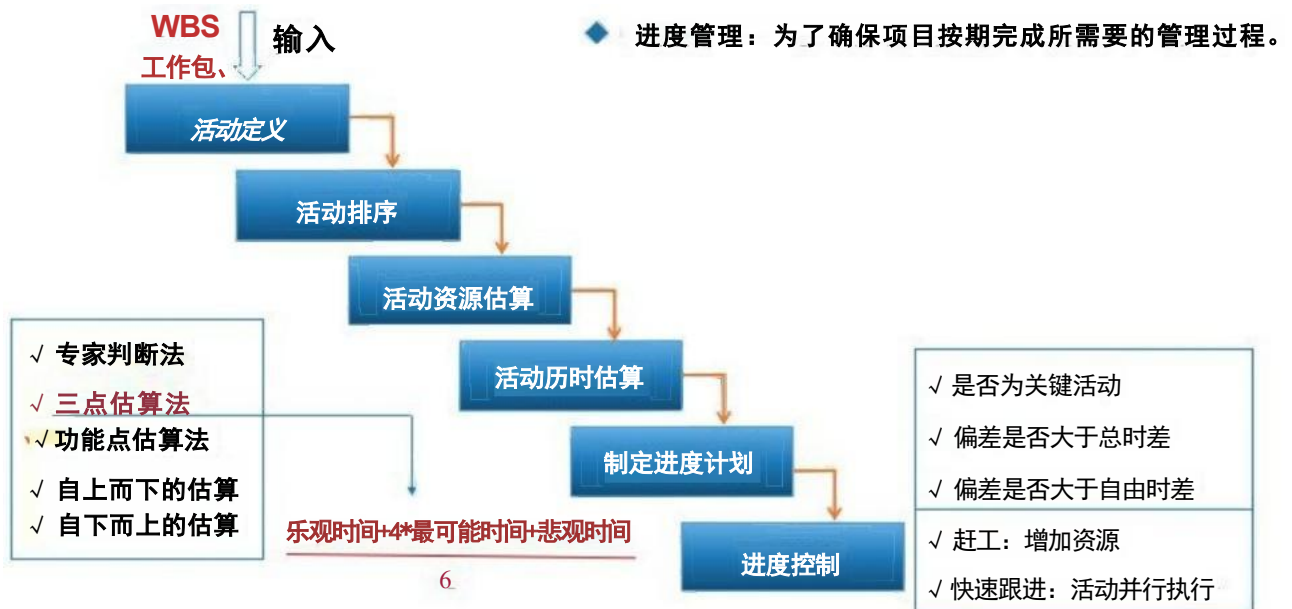 WBS
输入
工作包、
◆ 进度管理：为了确保项目按期完成所需要的管理过程。
活动定义
活动排序
活动资源估算
活动历时估算
制定进度计划
进度控制
√ 专家判断法
√ 三点估算法
√功能点估算法
√ 自上而下的估算
√ 自下而上的估算
乐观时间+4*最可能时间+悲观时间
6
√ 是否为关键活动
√ 偏差是否大于总时差
√ 偏差是否大于自由时差
√ 赶工：增加资源
√ 快速跟进：活动并行执行